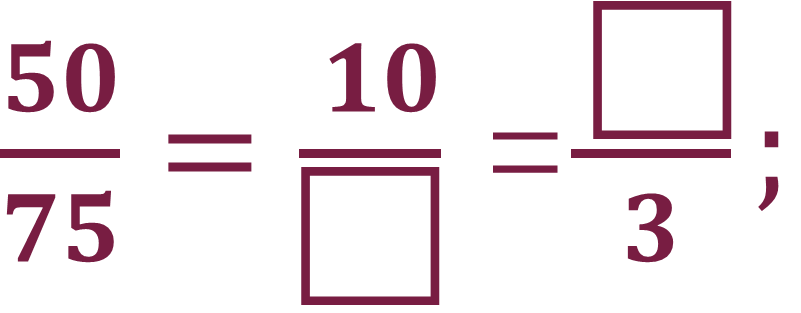 50/75 = 10/□ = □/3 ;